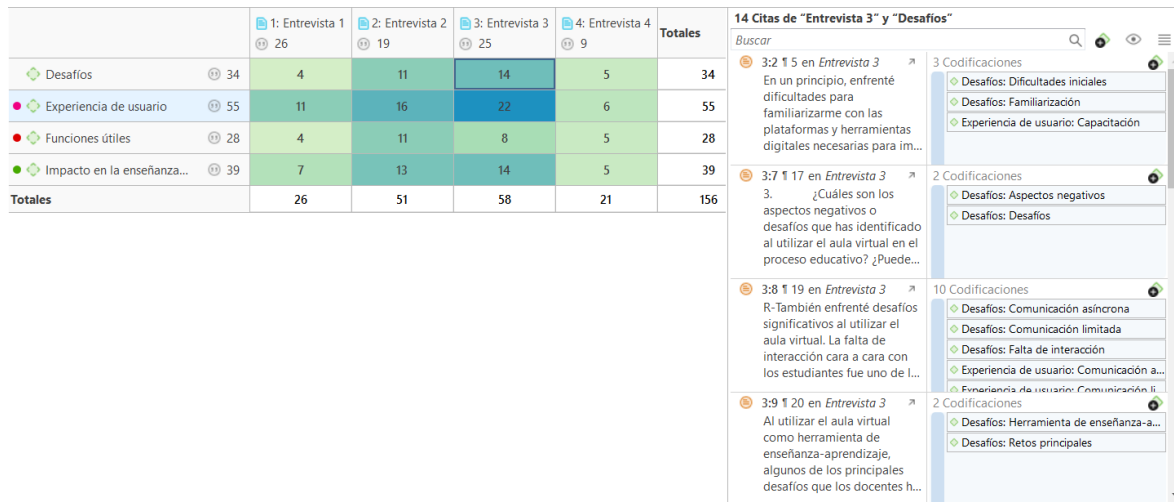 1: Entrevista 1
26
2: Entrevista 2
19
3: Entrevista 3
25
4: Entrevista 4
9
Totales
Desafíos 34 4 11 14 5 34
Experiencia de usuario 55 11 16 22 6 55
Funciones útiles 28 4 11 8 5 28
Impacto en la enseñanza... 39 7 13 14 5 39
Totales 26 51 58 21 156
14 Citas de “Entrevista 3” y “Desafíos”
Buscar
3:2 ¶ 5 en Entrevista 3
En un principio, enfrenté
dificultades para
familiarizarme con las
plataformas y herramientas
digitales necesarias para im...
3 Codificaciones
Desafíos: Dificultades iniciales
Desafíos: Familiarización
Experiencia de usuario: Capacitación
3:7 ¶ 17 en Entrevista 3
3. ¿Cuáles son los
aspectos negativos o
desafíos que has identificado
al utilizar el aula virtual en el
proceso educativo? ¿Puede...
2 Codificaciones
Desafíos: Aspectos negativos
Desafíos: Desafíos
3:8 ¶ 19 en Entrevista 3
R-También enfrenté desafíos
significativos al utilizar el
aula virtual. La falta de
interacción cara a cara con
los estudiantes fue uno de l...
10 Codificaciones
Desafíos: Comunicación asíncrona
Desafíos: Comunicación limitada
Desafíos: Falta de interacción
Experiencia de usuario: Comunicación a...
Experiencia de usuario: Comunicación li...
3:9 ¶ 20 en Entrevista 3
Al utilizar el aula virtual
como herramienta de
enseñanza-aprendizaje,
algunos de los principales
desafíos que los docentes h...
2 Codificaciones
Desafíos: Herramienta de enseñanza-a...
Desafíos: Retos principales